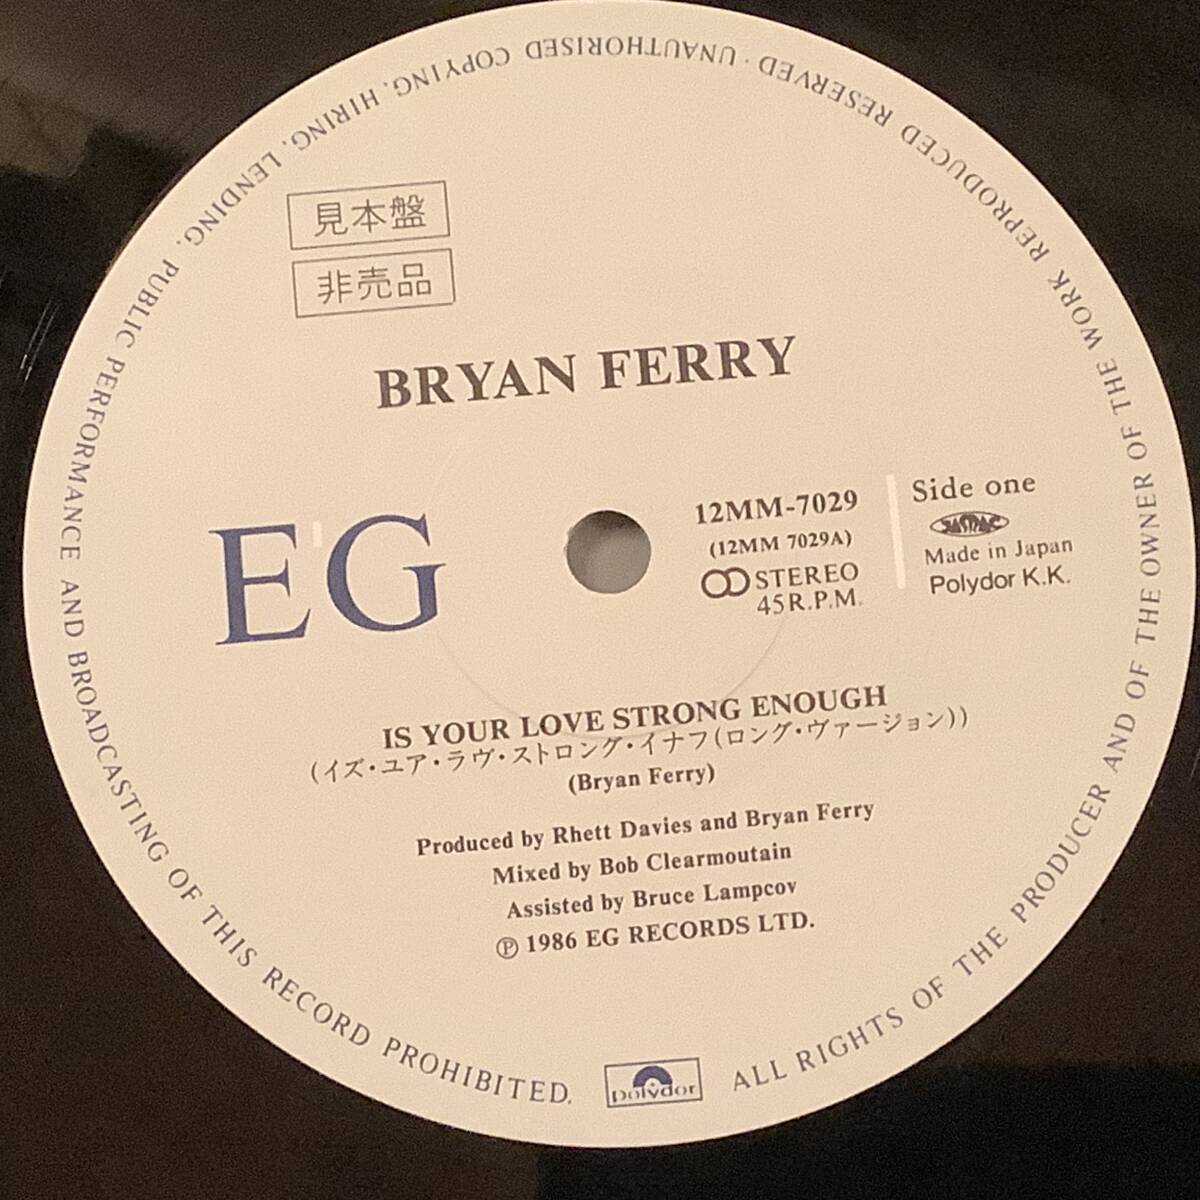 見本盤
非売品
BRYAN FERRY
EG
12MM-7029
(12MM 7029A)
STEREO
45 R.P.M.
Side one
JASRAC
Made in Japan
Polydor K.K.
IS YOUR LOVE STRONG ENOUGH
(イズ・ユア・ラヴ・ストロング・イナフ(ロング・ヴァージョン))
(Bryan Ferry)
Produced by Rhett Davies and Bryan Ferry
Mixed by Bob Clearmoutain
Assisted by Bruce Lampcov
Ⓟ 1986 EG RECORDS LTD.
polydor
ALL RIGHTS OF THE PRODUCER AND OF THE OWNER OF THE WORK REPRODUCED RESERVED · UNAUTHORISED COPYING, HIRING, LENDING, PUBLIC PERFORMANCE AND BROADCASTING OF THIS RECORD PROHIBITED.